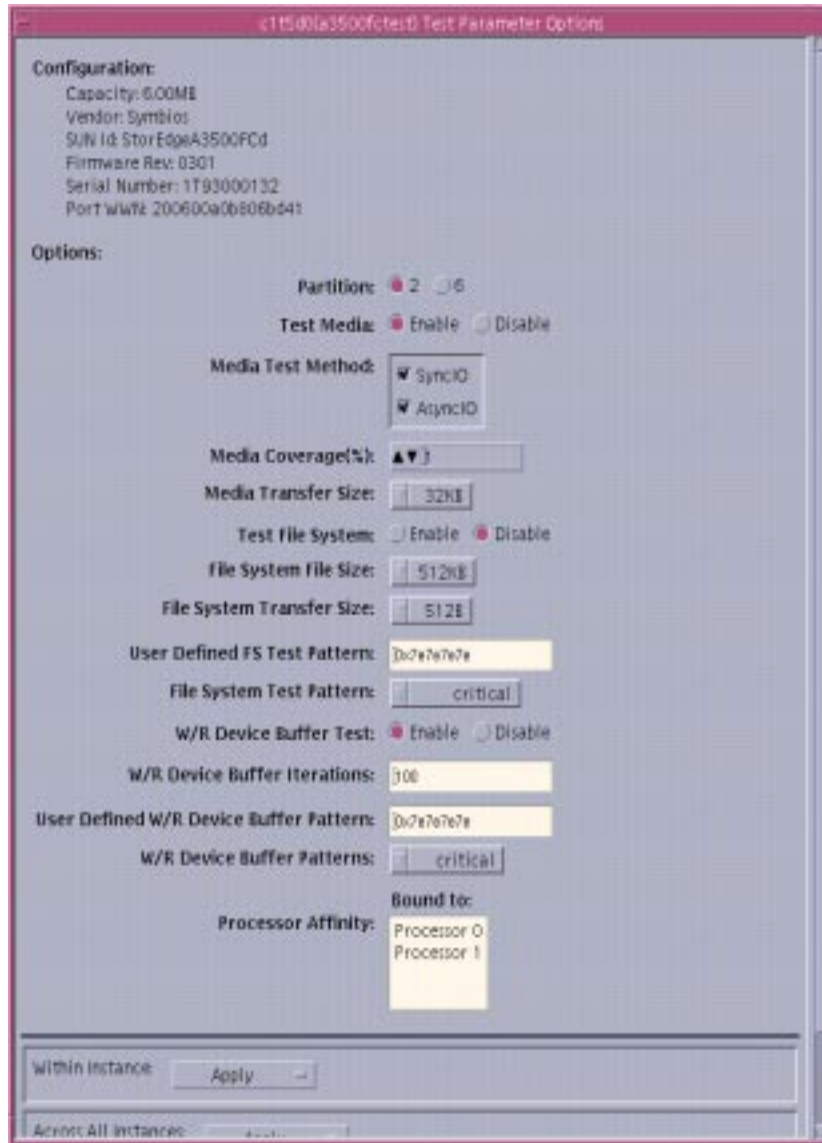 c1t5d0(a3500fctest) Test Parameter Options
Configuration:
Capacity: 6.00MB
Vendor: Symbios
SUN Id: StorEdgeA3500FCd
Firmware Rev: 0301
Serial Number: 1T93000132
Port WWN: 200600a0b806bd41
Options:
Partition: 2 6
Test Media: Enable Disable
Media Test Method: SyncIO
AsyncIO
Media Coverage(%):
Media Transfer Size: 32KB
Test File System: Enable Disable
File System File Size: 512KB
File System Transfer Size: 512B
User Defined FS Test Pattern: 0x7e7e7e7e
File System Test Pattern: critical
W/R Device Buffer Test: Enable Disable
W/R Device Buffer Iterations: 100
User Defined W/R Device Buffer Pattern: 0x7e7e7e7e
W/R Device Buffer Patterns: critical
Bound to:
Processor Affinity: Processor 0
Processor 1
Within Instance: Apply
Across All Instances: Apply